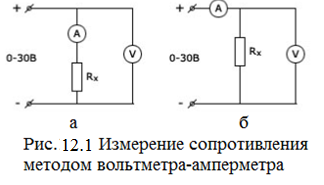 + A V 0-30В Rx -
+ A V 0-30В Rx -
а б
Рис. 12.1 Измерение сопротивления
методом вольтметра-амперметра